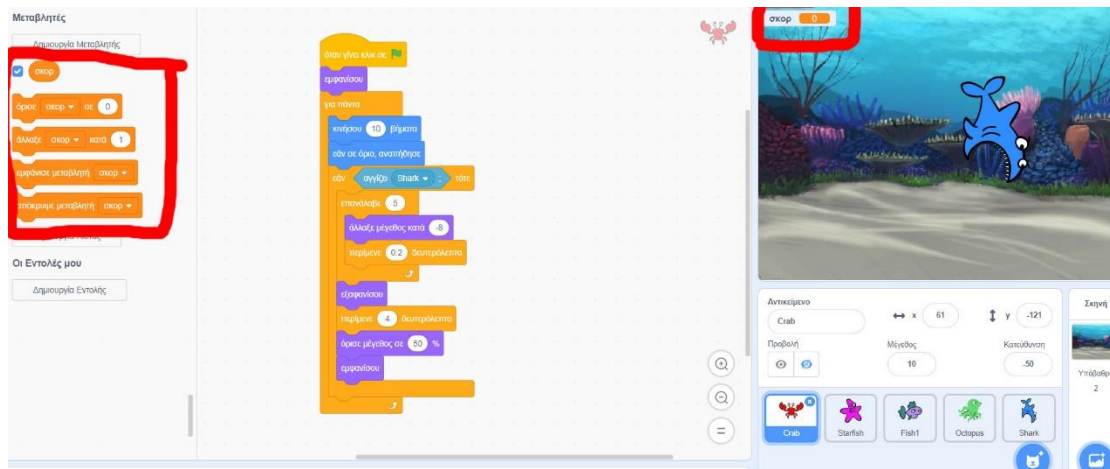 Μεταβλητές
Δημιουργία Μεταβλητής
σκορ
όρισε σκορ σε 0
άλλαξε σκορ κατά 1
εμφάνισε μεταβλητή σκορ
απόκρυψε μεταβλητή σκορ
Οι Εντολές μου
Δημιουργία Εντολής
όταν γίνει κλικ σε
εμφανίσου
για πάντα
κινήσου 10 βήματα
εάν σε όριο, αναπήδησε
εάν αγγίζει Shark ; τότε
επανάλαβε 5
άλλαξε μέγεθος κατά -8
περίμενε 0.2 δευτερόλεπτα
εξαφανίσου
περίμενε 4 δευτερόλεπτα
όρισε μέγεθος σε 50 %
εμφανίσου
σκορ 0
Αντικείμενο
Crab
x 61
y -121
Προβολή
Μέγεθος
10
Κατεύθυνση
-50
Crab
Starfish
Fish1
Octopus
Shark
Σκηνή
2